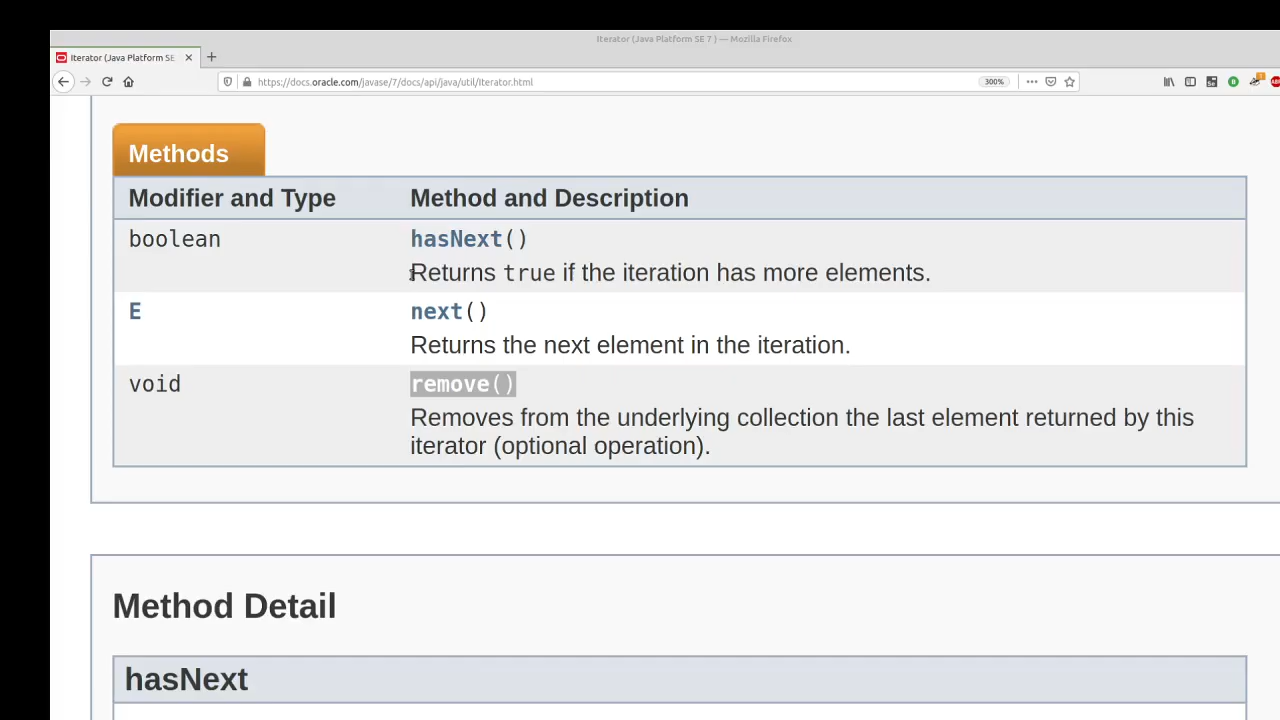 Iterator (Java Platform SE 7 ) — Mozilla Firefox
Iterator (Java Platform SE
https://docs.oracle.com/javase/7/docs/api/java/util/Iterator.html
300%
Methods
Modifier and Type Method and Description
boolean hasNext()
Returns true if the iteration has more elements.
E next()
Returns the next element in the iteration.
void remove()
Removes from the underlying collection the last element returned by this
iterator (optional operation).
Method Detail
hasNext